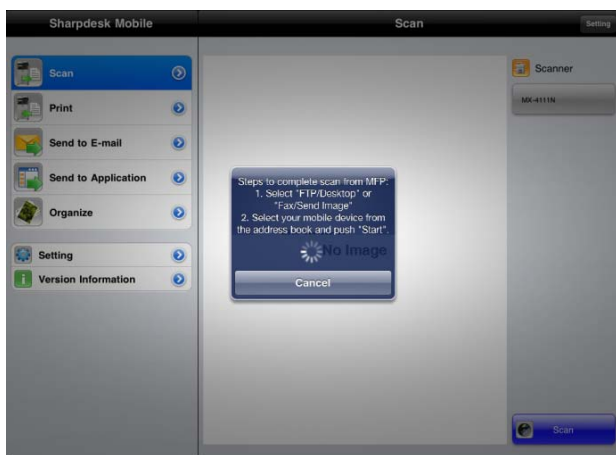 Sharpdesk Mobile
Scan
Setting
Scan
Print
Send to E-mail
Send to Application
Organize
Setting
Version Information
Steps to complete scan from MFP:
1. Select "FTP/Desktop" or
"Fax/Send Image"
2. Select your mobile device from
the address book and push "Start".
No Image
Cancel
Scanner
MX-4111N
Scan